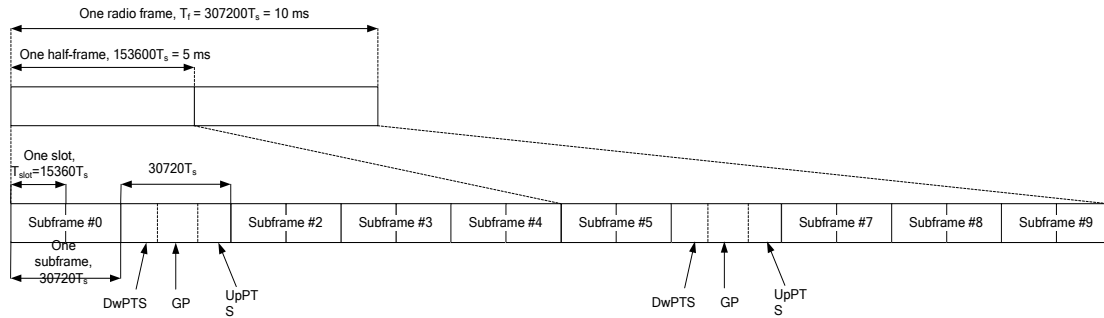 One radio frame, Tf = 307200Ts = 10 ms
One half-frame, 153600Ts = 5 ms
One slot,
Tslot=15360Ts
30720Ts
Subframe #0
Subframe #2
Subframe #3
Subframe #4
Subframe #5
Subframe #7
Subframe #8
Subframe #9
One
subframe,
30720Ts
DwPTS
GP
UpPT
S
DwPTS
GP
UpPT
S